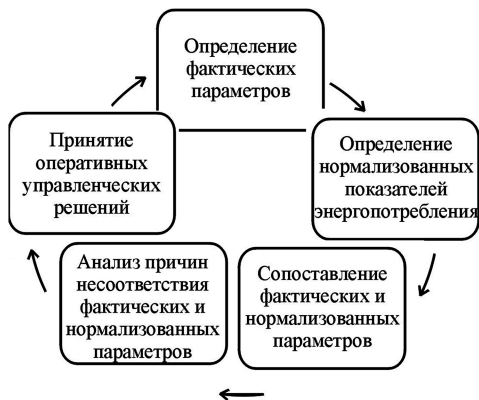 Определение
фактических
параметров
Определение
нормализованных
показателей
энергопотребления
Сопоставление
фактических и
нормализованных
параметров
Анализ причин
несоответствия
фактических и
нормализованных
параметров
Принятие
оперативных
управленческих
решений